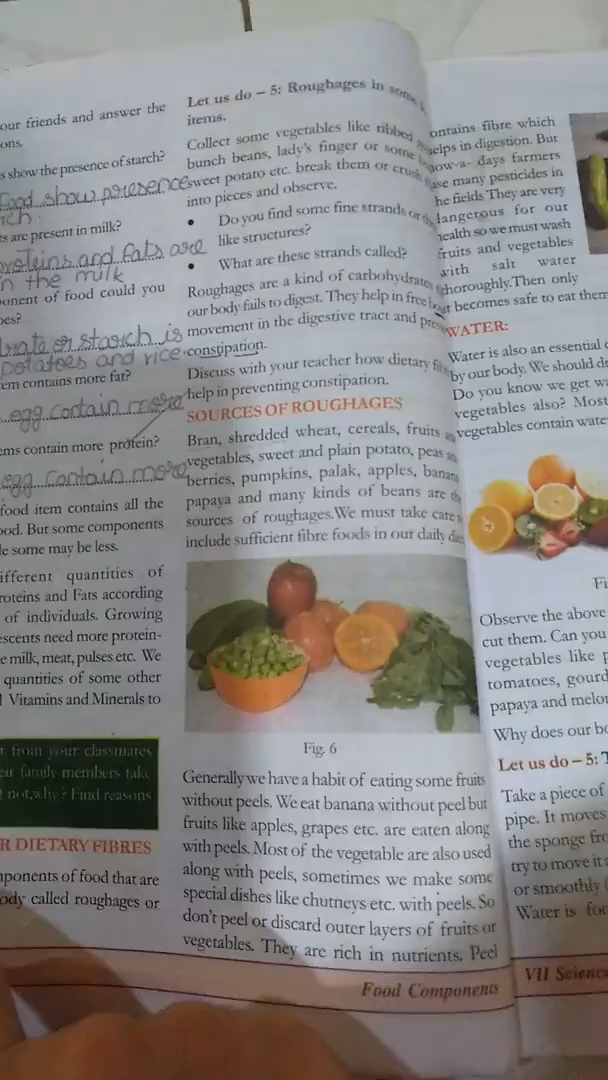 our friends and answer the
ons.
s show the presence of starch?
food show presence
ch.
ts are present in milk?
proteins and fats are
in the milk
onent of food could you
oes?
starch is
potatoes and rice.
em contains more fat?
egg contain more
ems contain more protein?
egg contain more
food item contains all the
ood. But some components
le some may be less.
ifferent quantities of
roteins and Fats according
of individuals. Growing
escents need more protein-
e milk, meat, pulses etc. We
quantities of some other
Vitamins and Minerals to
from your classmates
eir family members take
not,why? Find reasons
R DIETARY FIBRES
mponents of food that are
ody called roughages or
Let us do – 5: Roughages in some
items.
Collect some vegetables like ribbed
bunch beans, lady's finger or some
sweet potato etc. break them or crush
into pieces and observe.
• Do you find some fine strands or
like structures?
• What are these strands called?
Roughages are a kind of carbohydrates
our body fails to digest. They help in free
movement in the digestive tract and
constipation.
Discuss with your teacher how dietary
help in preventing constipation.
SOURCES OF ROUGHAGES
Bran, shredded wheat, cereals, fruits
vegetables, sweet and plain potato, peas
berries, pumpkins, palak, apples,
papaya and many kinds of beans are
sources of roughages.We must take care
include sufficient fibre foods in our daily
Fig. 6
Generally we have a habit of eating some fruits
without peels. We eat banana without peel but
fruits like apples, grapes etc. are eaten along
with peels. Most of the vegetable are also used
along with peels, sometimes we make some
special dishes like chutneys etc. with peels. So
don't peel or discard outer layers of fruits or
vegetables. They are rich in nutrients. Peel
Food Components
ontains fibre which
elps in digestion. But
ow-a- days farmers
se many pesticides in
he fields They are very
dangerous for our
health so we must wash
fruits and vegetables
with salt water
thoroughly.Then only
it becomes safe to eat them
WATER:
Water is also an essential
by our body. We should
Do you know we get
vegetables also? Most
vegetables contain
Observe the above
cut them. Can you
vegetables like
tomatoes, gourd
papaya and
Why does our
Let us do – 5:
Take a piece of
pipe. It moves
the sponge
try to move it
or smoothly
Water is
VII Science